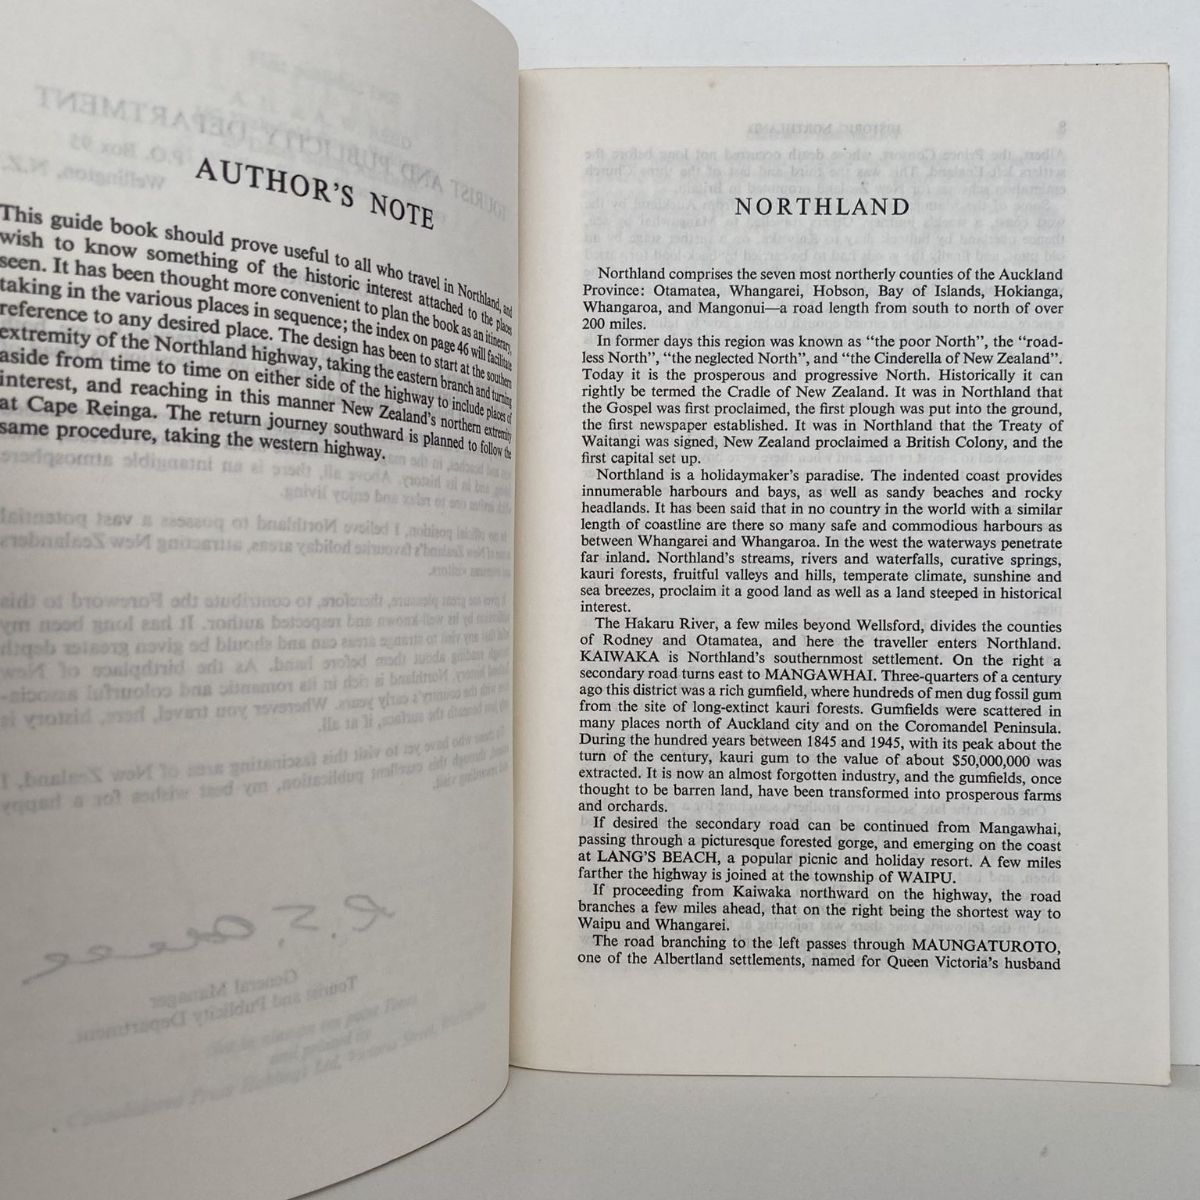 AUTHOR'S NOTE
This guide book should prove useful to all who travel in Northland, and
wish to know something of the historic interest attached to the places
seen. It has been thought more convenient to plan the book as an itinerary,
taking in the various places in sequence; the index on page 46 will facilitate
reference to any desired place. The design has been to start at the southern
extremity of the Northland highway, taking the eastern branch and turning
aside from time to time on either side of the highway to include places of
interest, and reaching in this manner New Zealand's northern extremity
at Cape Reinga. The return journey southward is planned to follow the
same procedure, taking the western highway.
NORTHLAND
Northland comprises the seven most northerly counties of the Auckland
Province: Otamatea, Whangarei, Hobson, Bay of Islands, Hokianga,
Whangaroa, and Mangonui—a road length from south to north of over
200 miles.
In former days this region was known as "the poor North", the "road-
less North", "the neglected North", and "the Cinderella of New Zealand".
Today it is the prosperous and progressive North. Historically it can
rightly be termed the Cradle of New Zealand. It was in Northland that
the Gospel was first proclaimed, the first plough was put into the ground,
the first newspaper established. It was in Northland that the Treaty of
Waitangi was signed, New Zealand proclaimed a British Colony, and the
first capital set up.
Northland is a holidaymaker's paradise. The indented coast provides
innumerable harbours and bays, as well as sandy beaches and rocky
headlands. It has been said that in no country in the world with a similar
length of coastline are there so many safe and commodious harbours as
between Whangarei and Whangaroa. In the west the waterways penetrate
far inland. Northland's streams, rivers and waterfalls, curative springs,
kauri forests, fruitful valleys and hills, temperate climate, sunshine and
sea breezes, proclaim it a good land as well as a land steeped in historical
interest.
The Hakaru River, a few miles beyond Wellsford, divides the counties
of Rodney and Otamatea, and here the traveller enters Northland.
KAIWAKA is Northland's southernmost settlement. On the right a
secondary road turns east to MANGAWHAI. Three-quarters of a century
ago this district was a rich gumfield, where hundreds of men dug fossil gum
from the site of long-extinct kauri forests. Gumfields were scattered in
many places north of Auckland city and on the Coromandel Peninsula.
During the hundred years between 1845 and 1945, with its peak about the
turn of the century, kauri gum to the value of about $50,000,000 was
extracted. It is now an almost forgotten industry, and the gumfields, once
thought to be barren land, have been transformed into prosperous farms
and orchards.
If desired the secondary road can be continued from Mangawhai,
passing through a picturesque forested gorge, and emerging on the coast
at LANG'S BEACH, a popular picnic and holiday resort. A few miles
farther the highway is joined at the township of WAIPU.
If proceeding from Kaiwaka northward on the highway, the road
branches a few miles ahead, that on the right being the shortest way to
Waipu and Whangarei.
The road branching to the left passes through MAUNGATUROTO,
one of the Albertland settlements, named for Queen Victoria's husband